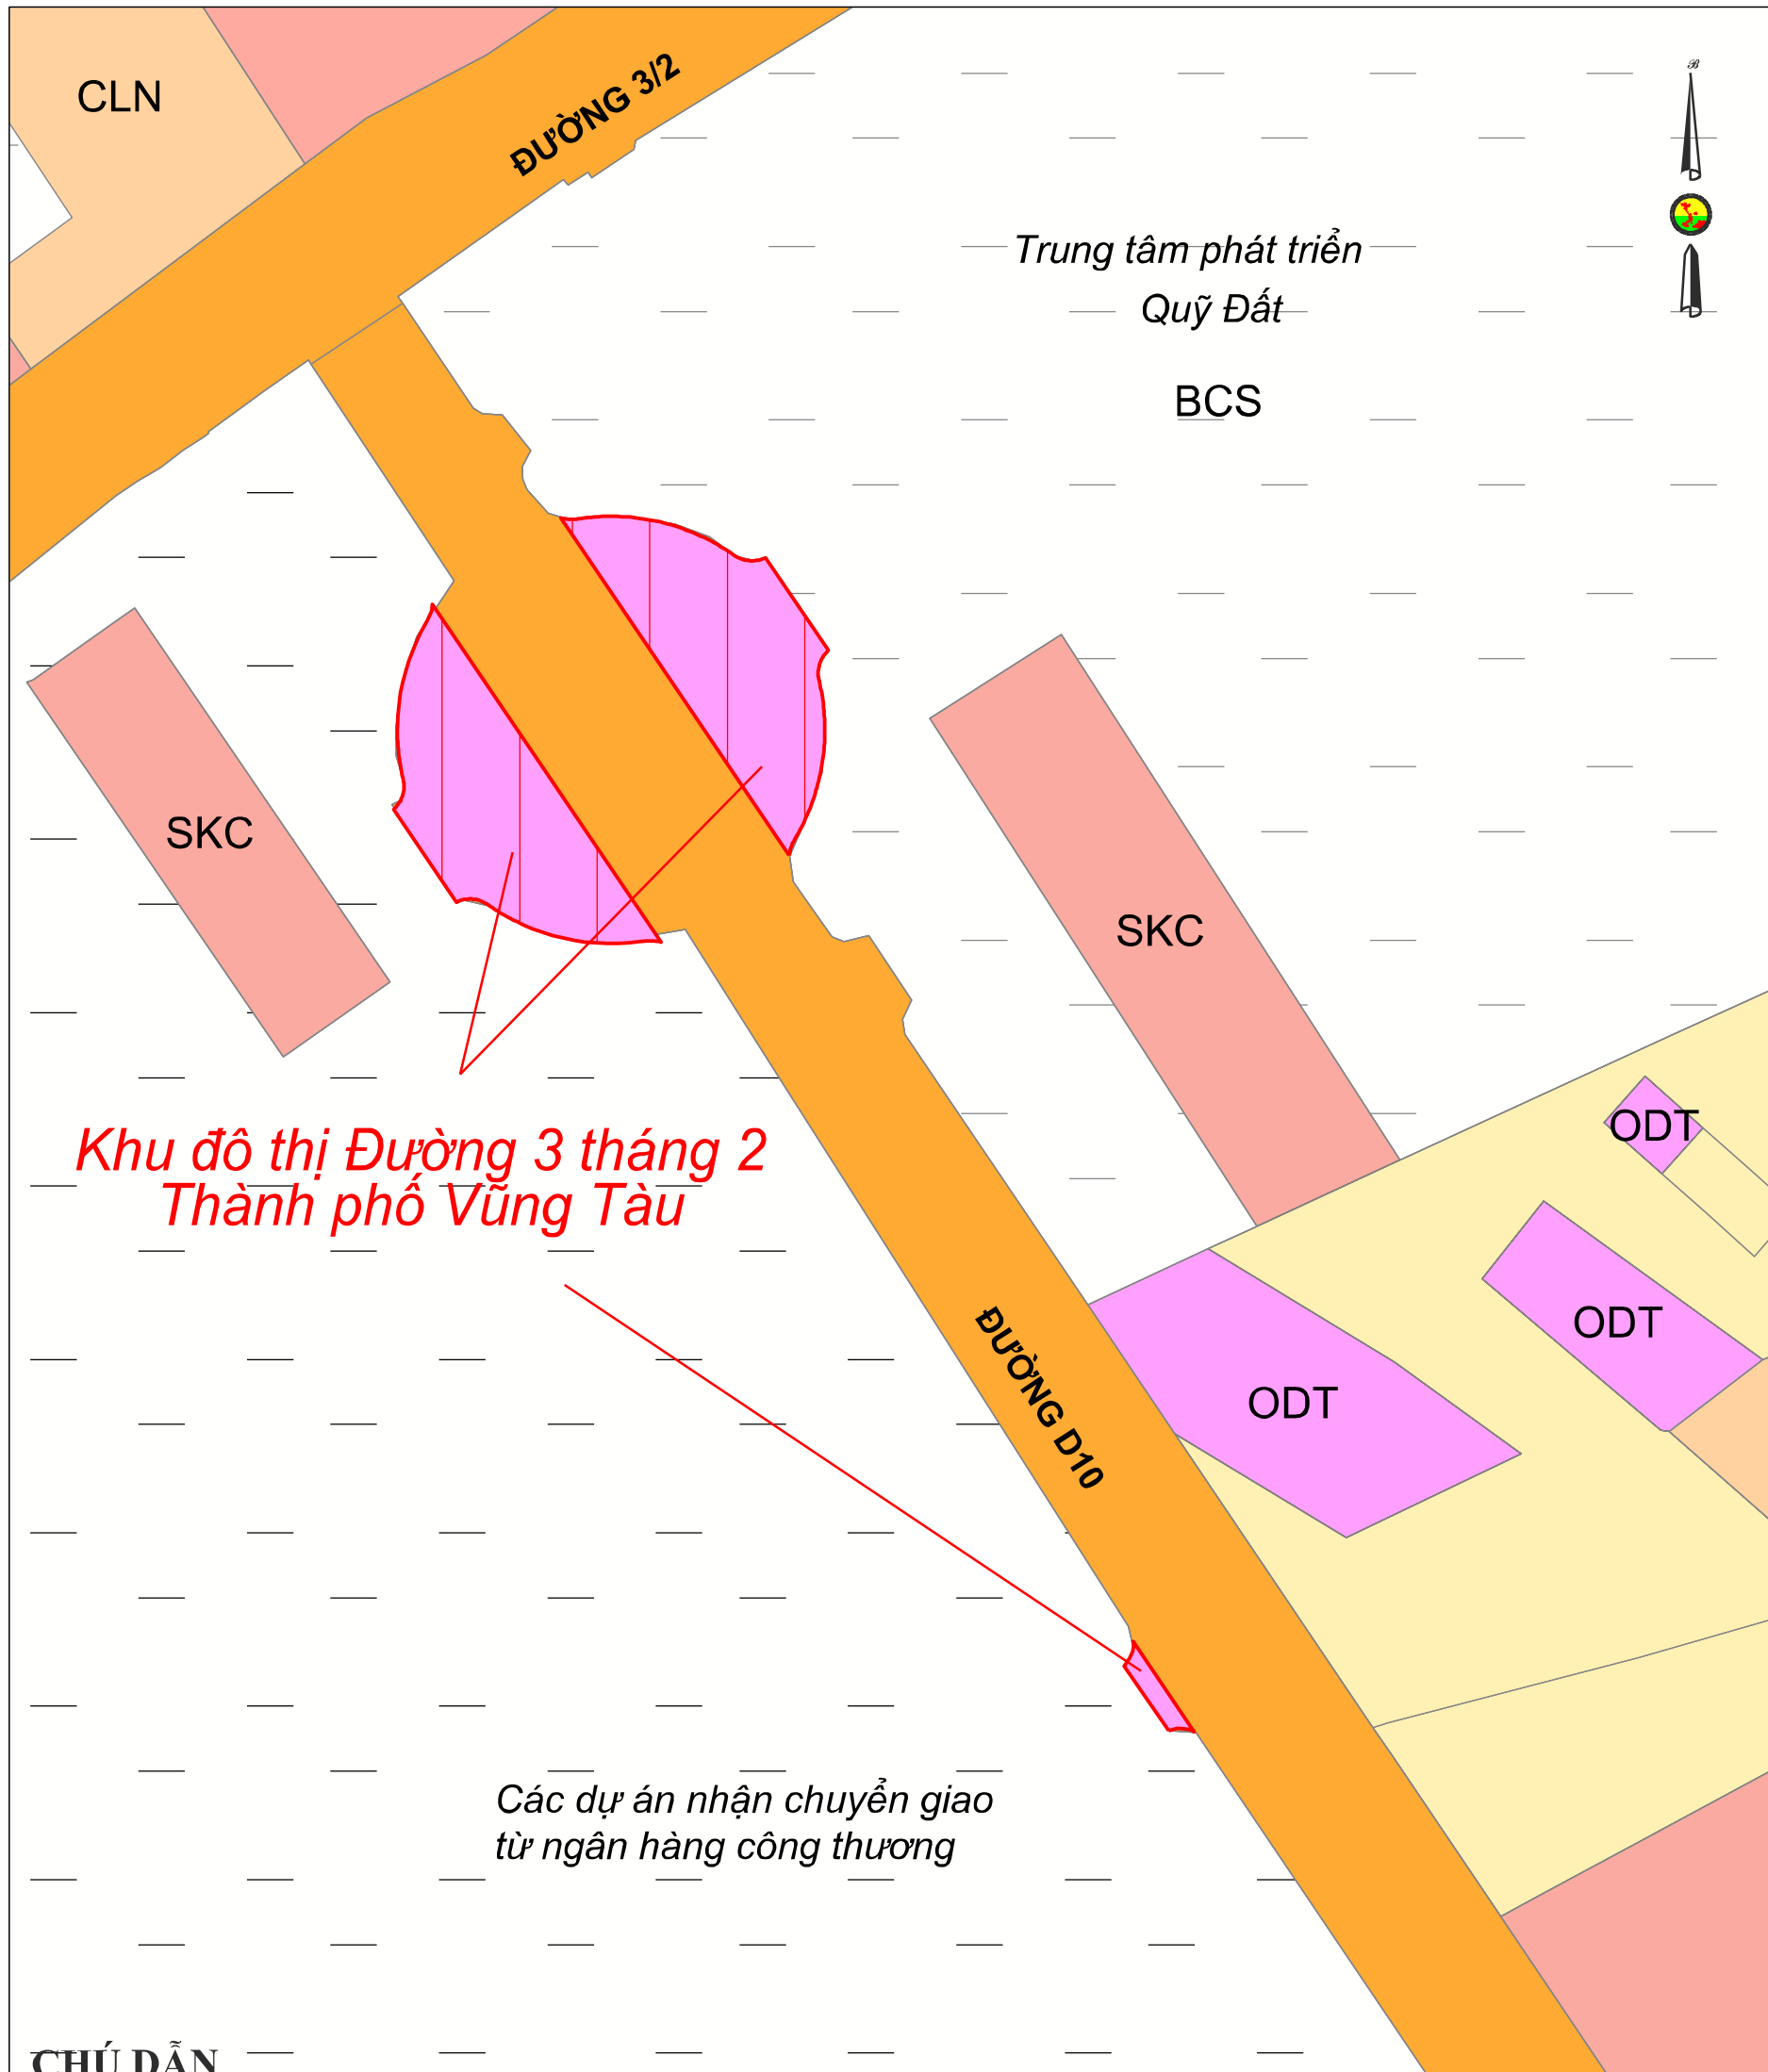 CLN
ĐƯỜNG 3/2
B
Trung tâm phát triển
Quỹ Đất
BCS
SKC
SKC
ODT
Khu đô thị Đường 3 tháng 2
Thành phố Vũng Tàu
ODT
ODT
ĐƯỜNG D10
Các dự án nhận chuyển giao
từ ngân hàng công thương
CHÚ DẪN